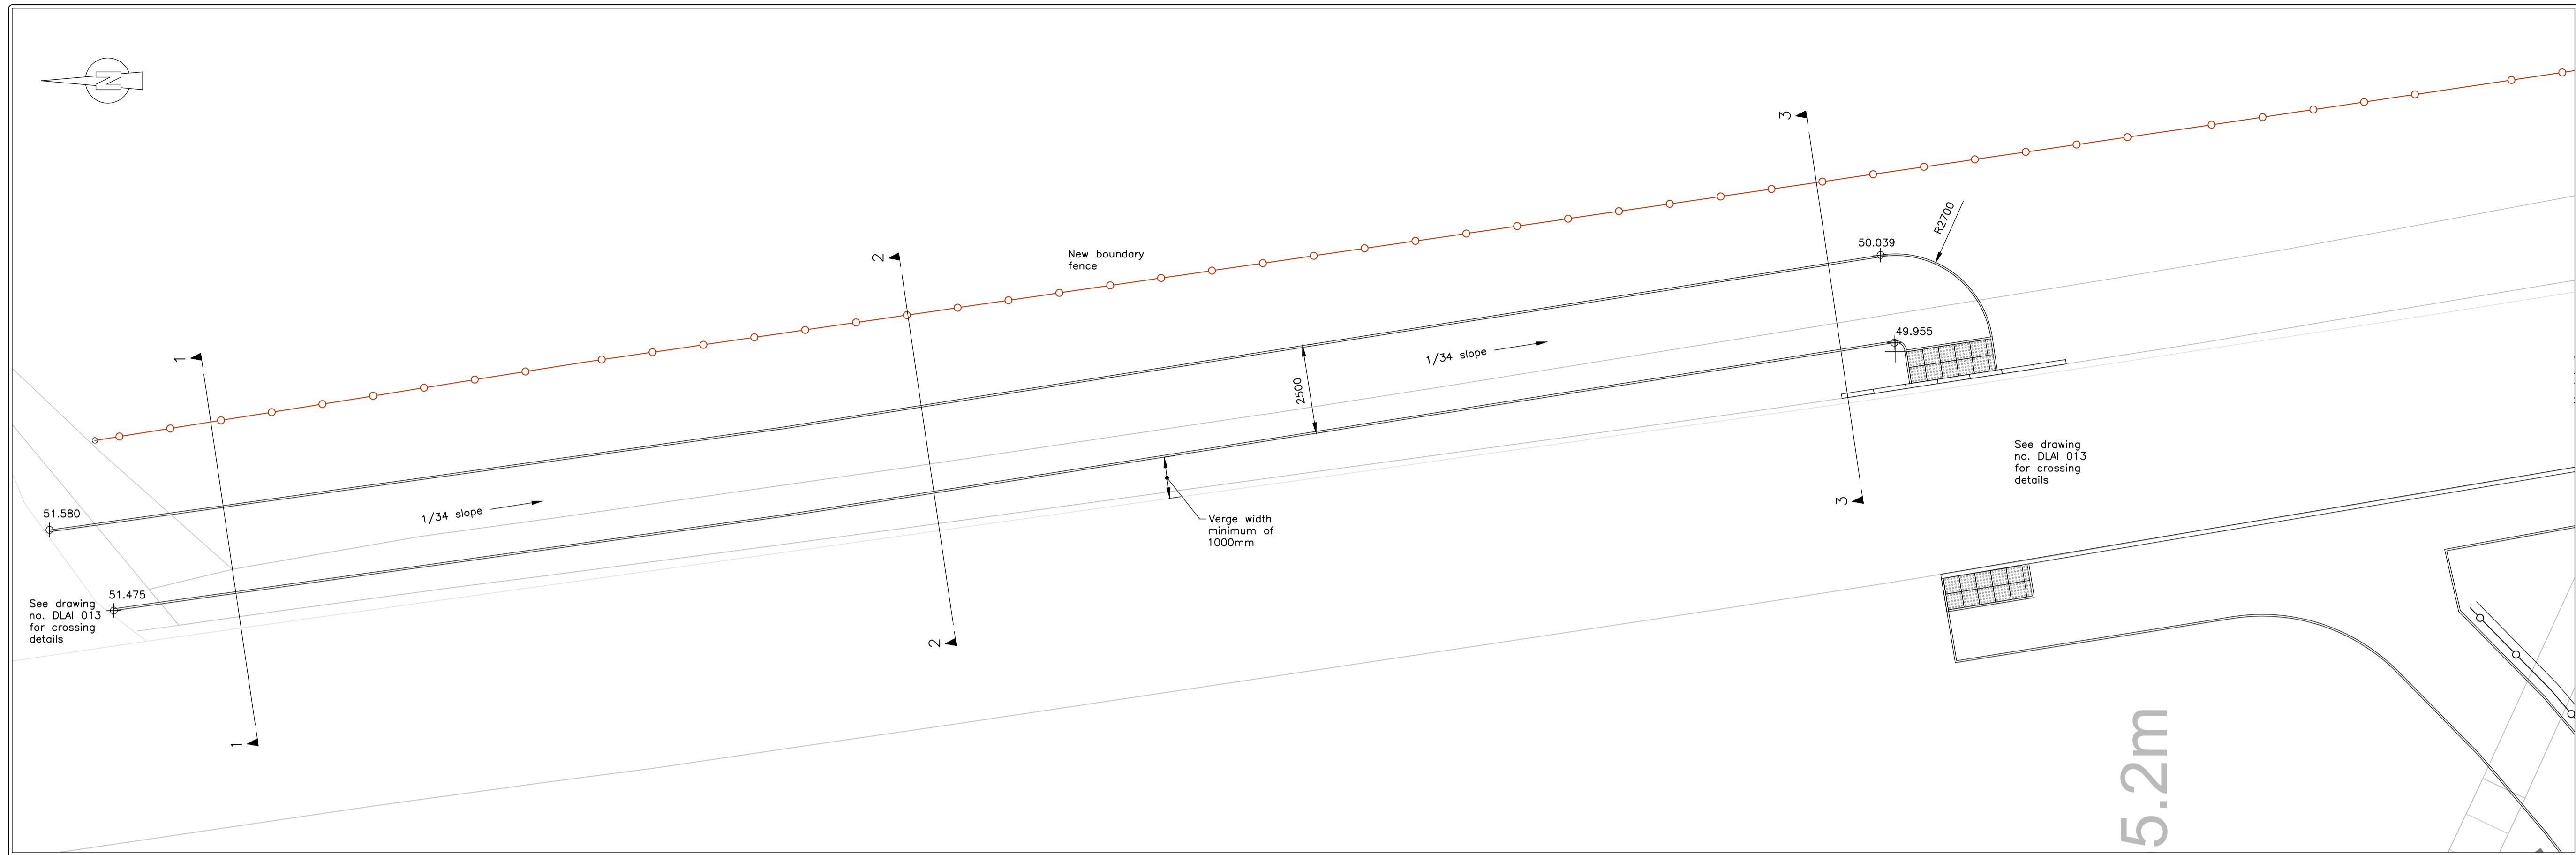 N
3
R2700
50.039
2
New boundary
fence
49.955
1
1/34 slope
2500
See drawing
no. DLAI 013
for crossing
details
3
51.580
1/34 slope
Verge width
minimum of
1000mm
51.475
See drawing
no. DLAI 013
for crossing
details
2
1
5.2m